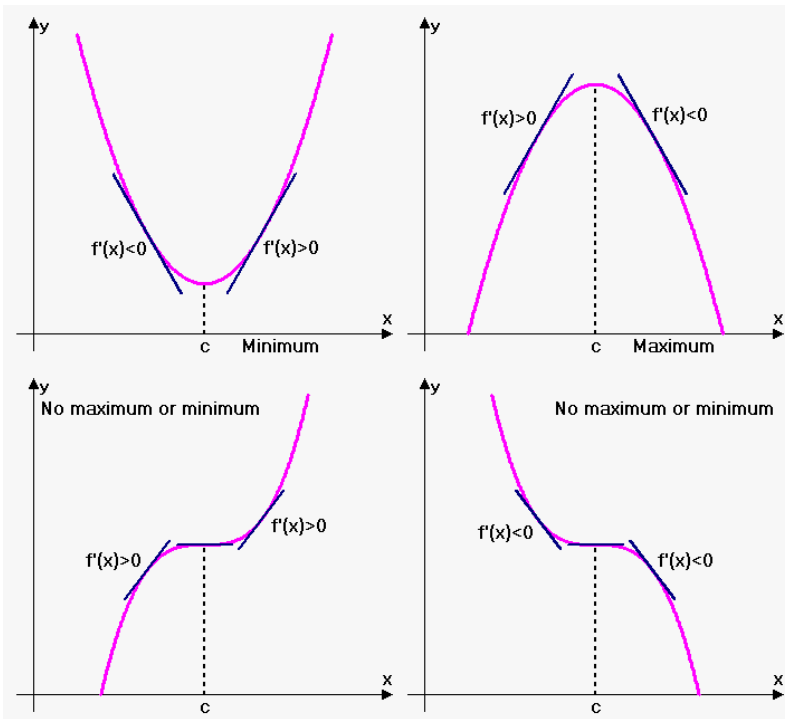 y
f'(x)<0
f'(x)>0
x
c
Minimum
y
f'(x)>0
f'(x)<0
x
c
Maximum
y
No maximum or minimum
f'(x)>0
f'(x)>0
x
c
y
No maximum or minimum
f'(x)<0
f'(x)<0
x
c